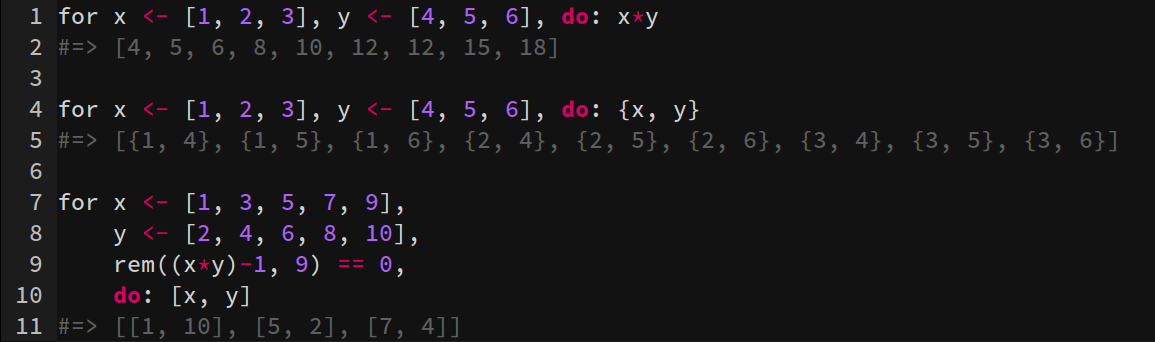 1 for x <- [1, 2, 3], y <- [4, 5, 6], do: x*y
2 #=> [4, 5, 6, 8, 10, 12, 12, 15, 18]
3
4 for x <- [1, 2, 3], y <- [4, 5, 6], do: {x, y}
5 #=> [{1, 4}, {1, 5}, {1, 6}, {2, 4}, {2, 5}, {2, 6}, {3, 4}, {3, 5}, {3, 6}]
6
7 for x <- [1, 3, 5, 7, 9],
8     y <- [2, 4, 6, 8, 10],
9     rem((x*y)-1, 9) == 0,
10     do: [x, y]
11 #=> [[1, 10], [5, 2], [7, 4]]